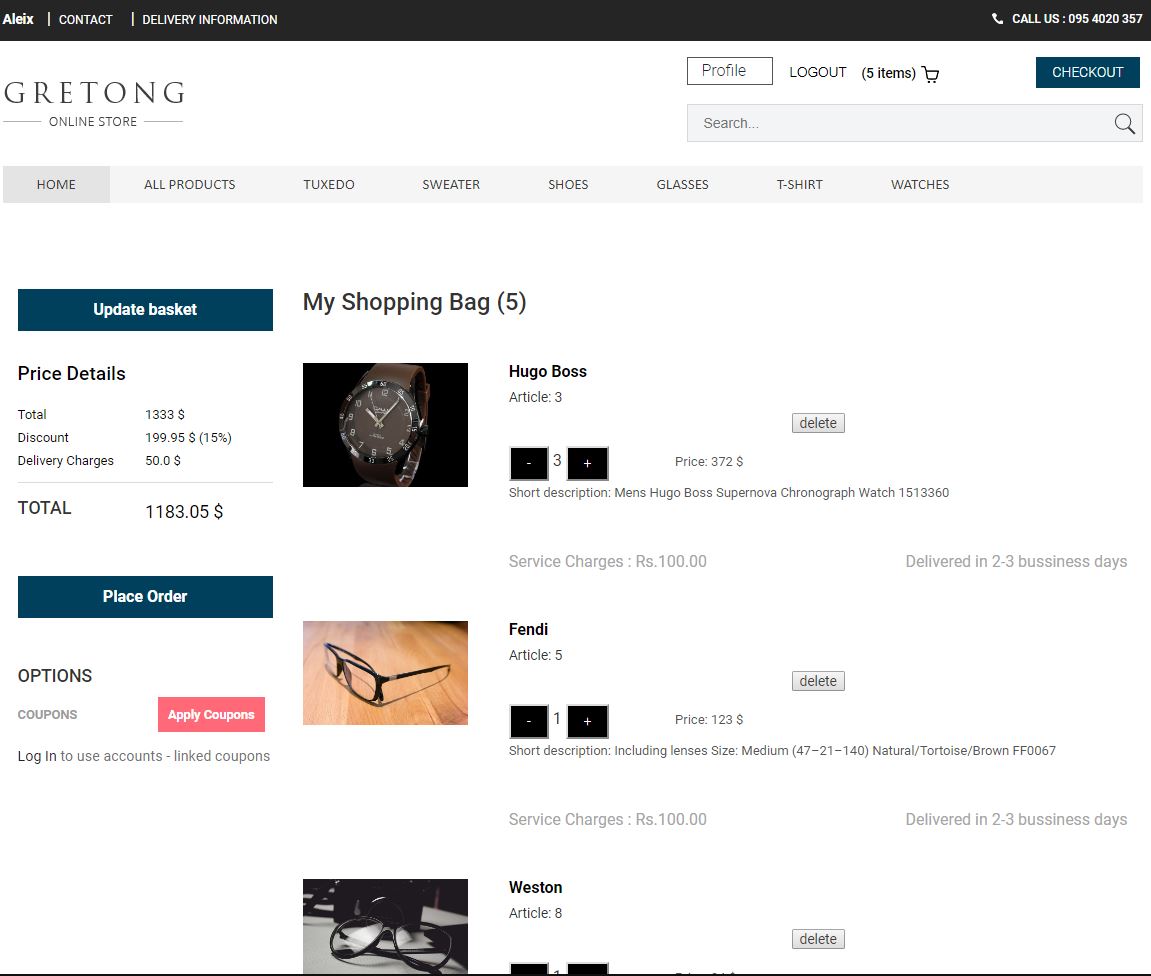 Aleix | CONTACT | DELIVERY INFORMATION
CALL US : 095 4020 357
Profile LOGOUT (5 items) CHECKOUT
GRETONG
ONLINE STORE
Search...
HOME ALL PRODUCTS TUXEDO SWEATER SHOES GLASSES T-SHIRT WATCHES
Update basket
Price Details
Total 1333 $
Discount 199.95 $ (15%)
Delivery Charges 50.0 $
TOTAL 1183.05 $
Place Order
OPTIONS
COUPONS Apply Coupons
Log In to use accounts - linked coupons
My Shopping Bag (5)
Hugo Boss
Article: 3
delete
- 3 + Price: 372 $
Short description: Mens Hugo Boss Supernova Chronograph Watch 1513360
Service Charges : Rs.100.00 Delivered in 2-3 bussiness days
Fendi
Article: 5
delete
- 1 + Price: 123 $
Short description: Including lenses Size: Medium (47–21–140) Natural/Tortoise/Brown FF0067
Service Charges : Rs.100.00 Delivered in 2-3 bussiness days
Weston
Article: 8
delete